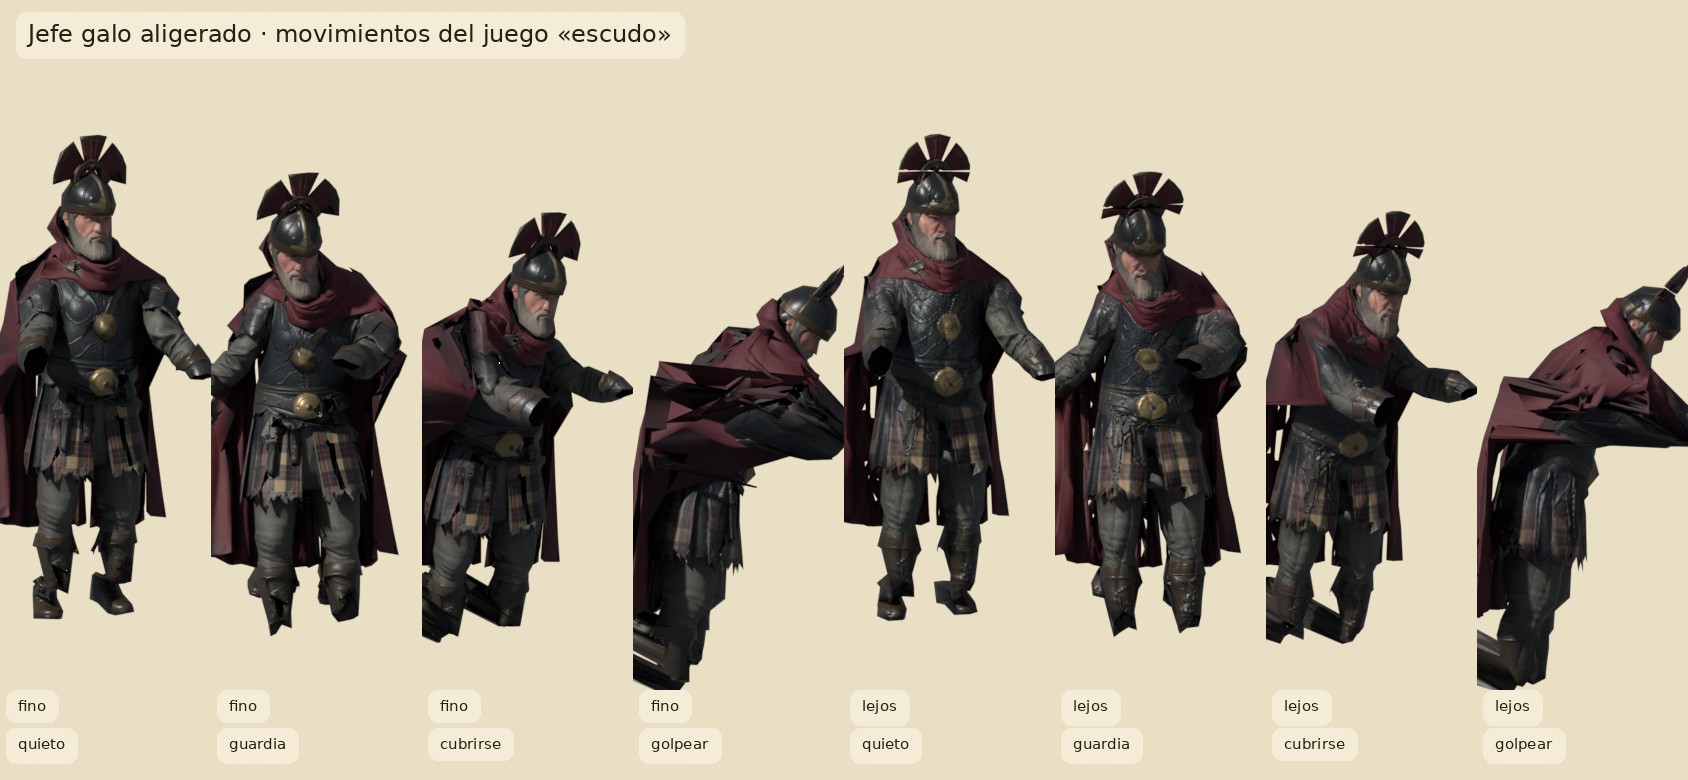 Jefe galo aligerado · movimientos del juego «escudo»
fino
quieto
fino
guardia
fino
cubrirse
fino
golpear
lejos
quieto
lejos
guardia
lejos
cubrirse
lejos
golpear